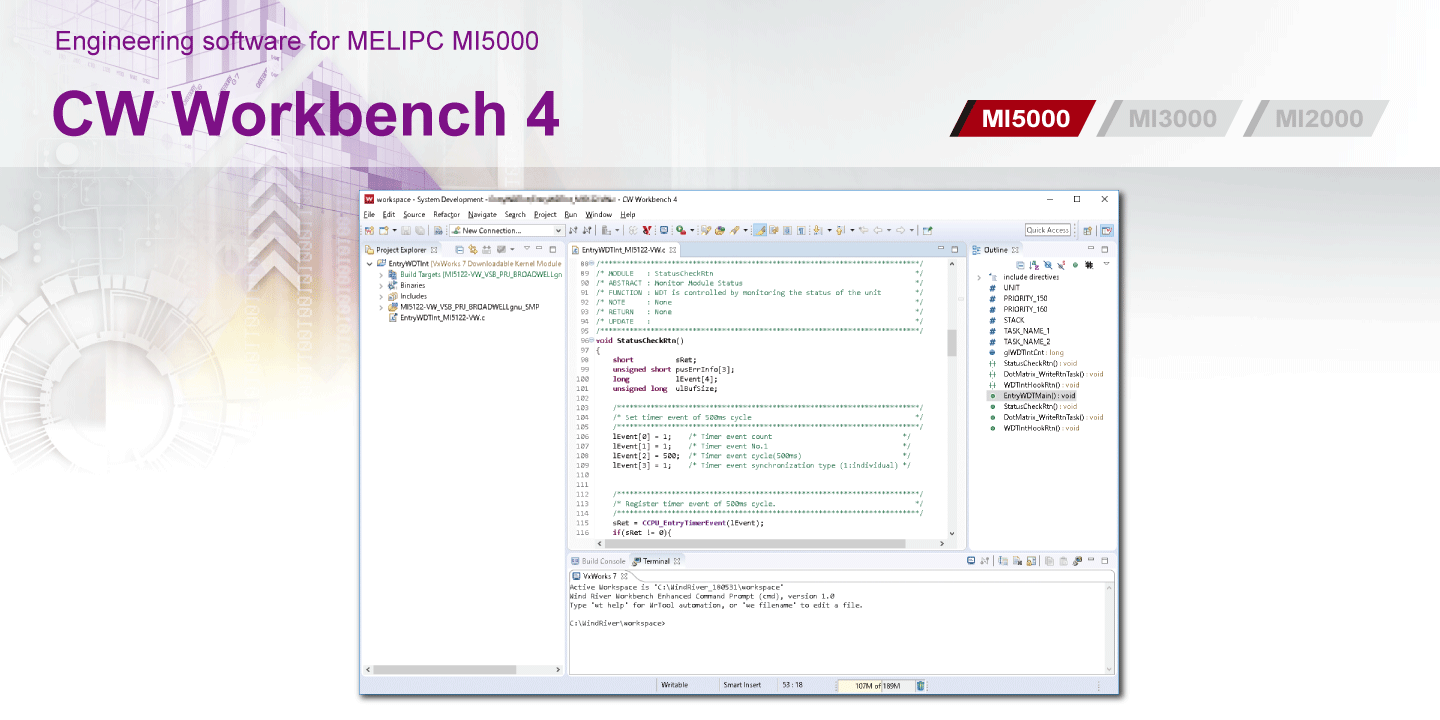 Engineering software for MELIPC MI5000
CW Workbench 4
MI5000 MI3000 MI2000
workspace - System Development - - CW Workbench 4
File Edit Source Refactor Navigate Search Project Run Window Help
New Connection...
Quick Access
Project Explorer
EntryWDTInt (VxWorks 7 Downloadable Kernel Module
Build Targets (MI5122-VW_VSB_PRJ_BROADWELLgn
Binaries
Includes
MI5122-VW_VSB_PRJ_BROADWELLgnu_SMP
EntryWDTInt_MI5122-VW.c
EntryWDTInt_MI5122-VW.c
88 /************************************************************************/
89 /* MODULE : StatusCheckRtn */
90 /* ABSTRACT : Monitor Module Status */
91 /* FUNCTION : WDT is controlled by monitoring the status of the unit */
92 /* NOTE : None */
93 /* RETURN : None */
94 /* UPDATE : */
95 /************************************************************************/
96 void StatusCheckRtn()
97 {
98 short sRet;
99 unsigned short pusErrInfo[3];
100 long lEvent[4];
101 unsigned long ulBufSize;
102
103 /************************************************************************/
104 /* Set timer event of 500ms cycle */
105 /************************************************************************/
106 lEvent[0] = 1; /* Timer event count */
107 lEvent[1] = 1; /* Timer event No.1 */
108 lEvent[2] = 500; /* Timer event cycle(500ms) */
109 lEvent[3] = 1; /* Timer event synchronization type (1:individual) */
110
111
112 /************************************************************************/
113 /* Register timer event of 500ms cycle. */
114 /************************************************************************/
115 sRet = CCPU_EntryTimerEvent(lEvent);
116 if(sRet != 0){
Outline
include directives
UNIT
PRIORITY_150
PRIORITY_160
STACK
TASK_NAME_1
TASK_NAME_2
glWDTIntCnt : long
StatusCheckRtn() : void
DotMatrix_WriteRtnTask() : void
WDTIntHookRtn() : void
EntryWDTMain() : void
StatusCheckRtn() : void
DotMatrix_WriteRtnTask() : void
WDTIntHookRtn() : void
Build Console Terminal
VxWorks 7
Active Workspace is "C:\WindRiver_180531\workspace"
Wind River Workbench Enhanced Command Prompt (cmd), version 1.0
Type 'wt help' for WrTool automation, or 'we filename' to edit a file.
C:\WindRiver\workspace>
Writable Smart Insert 53 : 18 107M of 189M